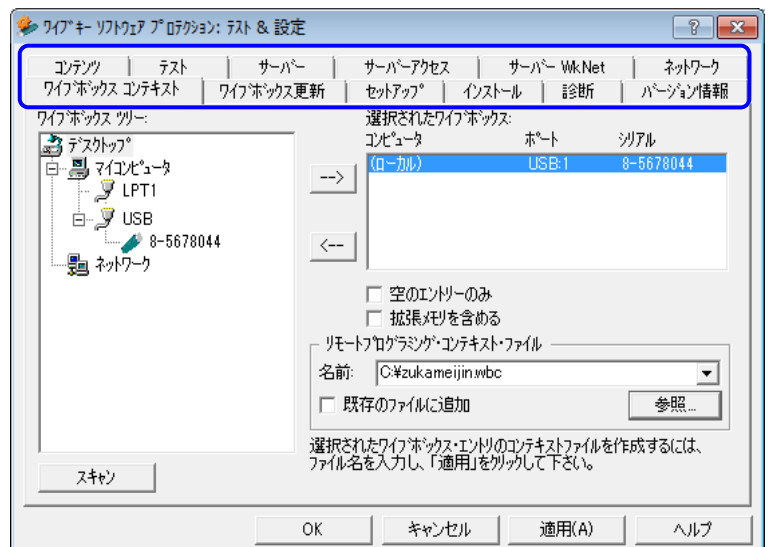 ワイブキー ソフトウェア プロテクション: テスト & 設定
コンテンツ テスト サーバー サーバーアクセス サーバー WkNet ネットワーク
ワイブボックス コンテキスト ワイブボックス更新 セットアップ インストール 診断 バージョン情報
ワイブボックス ツリー:
デスクトップ
マイコンピュータ
LPT1
USB
8-5678044
ネットワーク
スキャン
-->
<--
選択されたワイブボックス:
コンピュータ ポート シリアル
(ローカル) USB:1 8-5678044
空のエントリーのみ
拡張メモリを含める
リモートプログラミング・コンテキスト・ファイル
名前: C:¥zukameijin.wbc
既存のファイルに追加 参照...
選択されたワイブボックス・エントリのコンテキストファイルを作成するには、
ファイル名を入力し、「適用」をクリックして下さい。
OK キャンセル 適用(A) ヘルプ